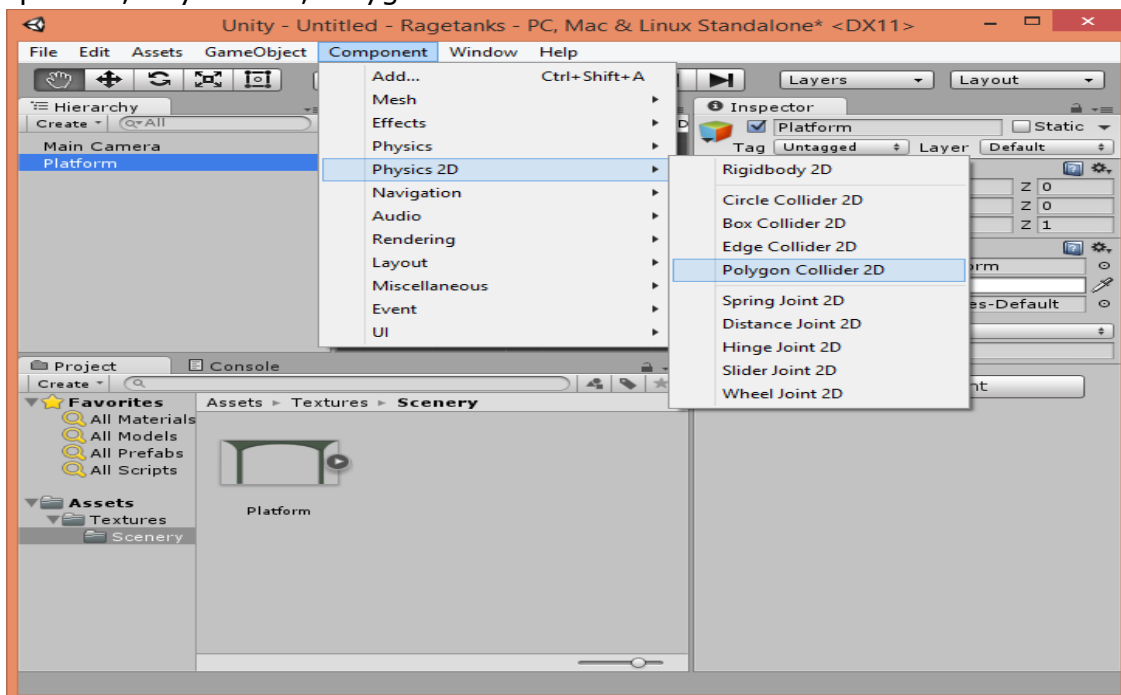 Unity - Untitled - Ragetanks - PC, Mac & Linux Standalone* <DX11>
File Edit Assets GameObject Component Window Help
Layers Layout
Add... Ctrl+Shift+A
Mesh
Effects
Physics
Physics 2D
Navigation
Audio
Rendering
Layout
Miscellaneous
Event
UI
Hierarchy
Create All
Main Camera
Platform
Rigidbody 2D
Circle Collider 2D
Box Collider 2D
Edge Collider 2D
Polygon Collider 2D
Spring Joint 2D
Distance Joint 2D
Hinge Joint 2D
Slider Joint 2D
Wheel Joint 2D
Inspector
Platform Static
Tag Untagged Layer Default
Z 0
Z 0
Z 1
Project Console
Create
Favorites
All Materials
All Models
All Prefabs
All Scripts
Assets
Textures
Scenery
Assets Textures Scenery
Platform